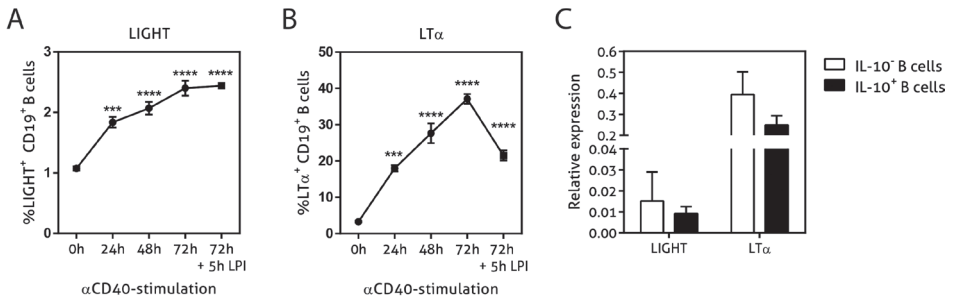 A
LIGHT
%LIGHT⁺ CD19⁺ B cells
3
2
1
0
***
****
****
****
0h 24h 48h 72h 72h
+ 5h LPI
αCD40-stimulation
B
LTα
%LTα⁺ CD19⁺ B cells
50
40
30
20
10
0
***
****
****
****
0h 24h 48h 72h 72h
+ 5h LPI
αCD40-stimulation
C
Relative expression
0.6
0.5
0.4
0.3
0.2
0.04
0.03
0.02
0.01
0.00
LIGHT LTα
IL-10⁻ B cells
IL-10⁺ B cells